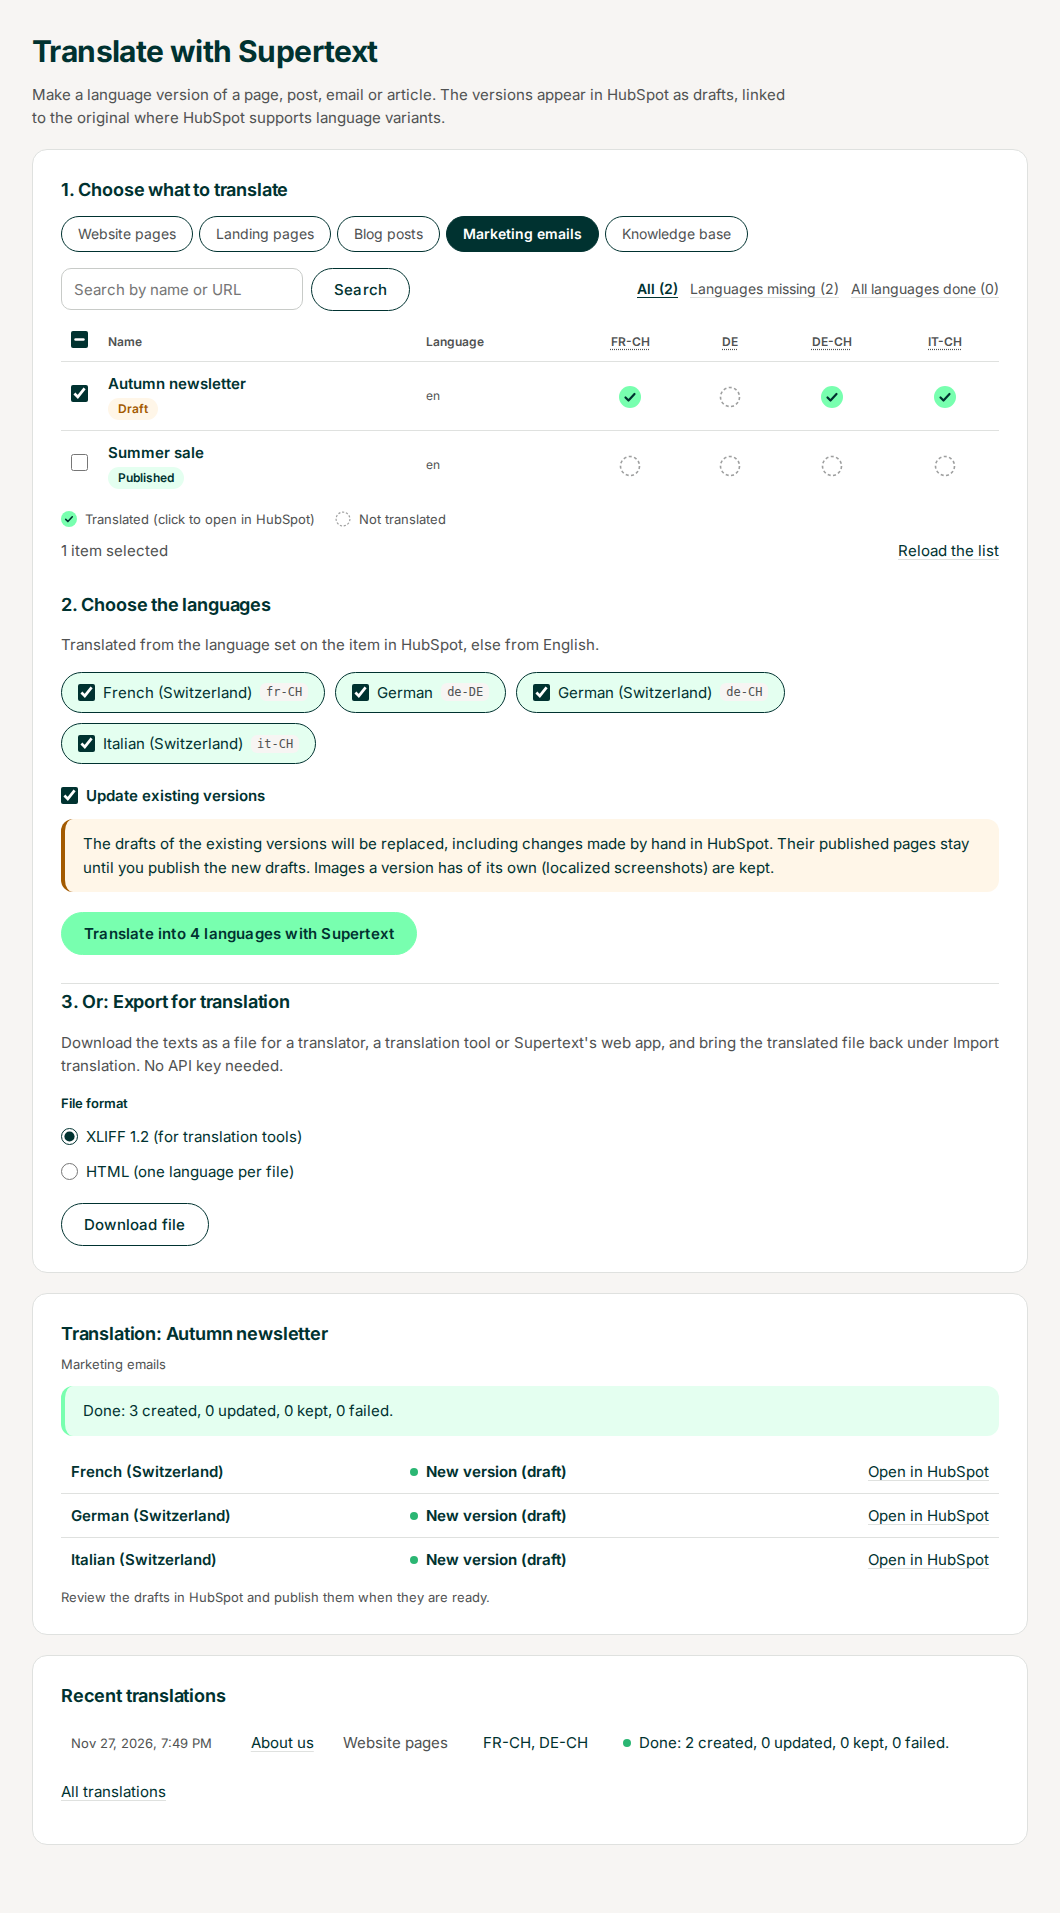 Translate with Supertext
Make a language version of a page, post, email or article. The versions appear in HubSpot as drafts, linked
to the original where HubSpot supports language variants.
1. Choose what to translate
Website pages
Landing pages
Blog posts
Marketing emails
Knowledge base
Search by name or URL
Search
All (2)
Languages missing (2)
All languages done (0)
Name
Language
FR-CH
DE
DE-CH
IT-CH
Autumn newsletter
Draft
en
Summer sale
Published
en
Translated (click to open in HubSpot)
Not translated
1 item selected
Reload the list
2. Choose the languages
Translated from the language set on the item in HubSpot, else from English.
French (Switzerland) fr-CH
German de-DE
German (Switzerland) de-CH
Italian (Switzerland) it-CH
Update existing versions
The drafts of the existing versions will be replaced, including changes made by hand in HubSpot. Their published pages stay
until you publish the new drafts. Images a version has of its own (localized screenshots) are kept.
Translate into 4 languages with Supertext
3. Or: Export for translation
Download the texts as a file for a translator, a translation tool or Supertext's web app, and bring the translated file back under Import
translation. No API key needed.
File format
XLIFF 1.2 (for translation tools)
HTML (one language per file)
Download file
Translation: Autumn newsletter
Marketing emails
Done: 3 created, 0 updated, 0 kept, 0 failed.
French (Switzerland)
New version (draft)
Open in HubSpot
German (Switzerland)
New version (draft)
Open in HubSpot
Italian (Switzerland)
New version (draft)
Open in HubSpot
Review the drafts in HubSpot and publish them when they are ready.
Recent translations
Nov 27, 2026, 7:49 PM
About us
Website pages
FR-CH, DE-CH
Done: 2 created, 0 updated, 0 kept, 0 failed.
All translations